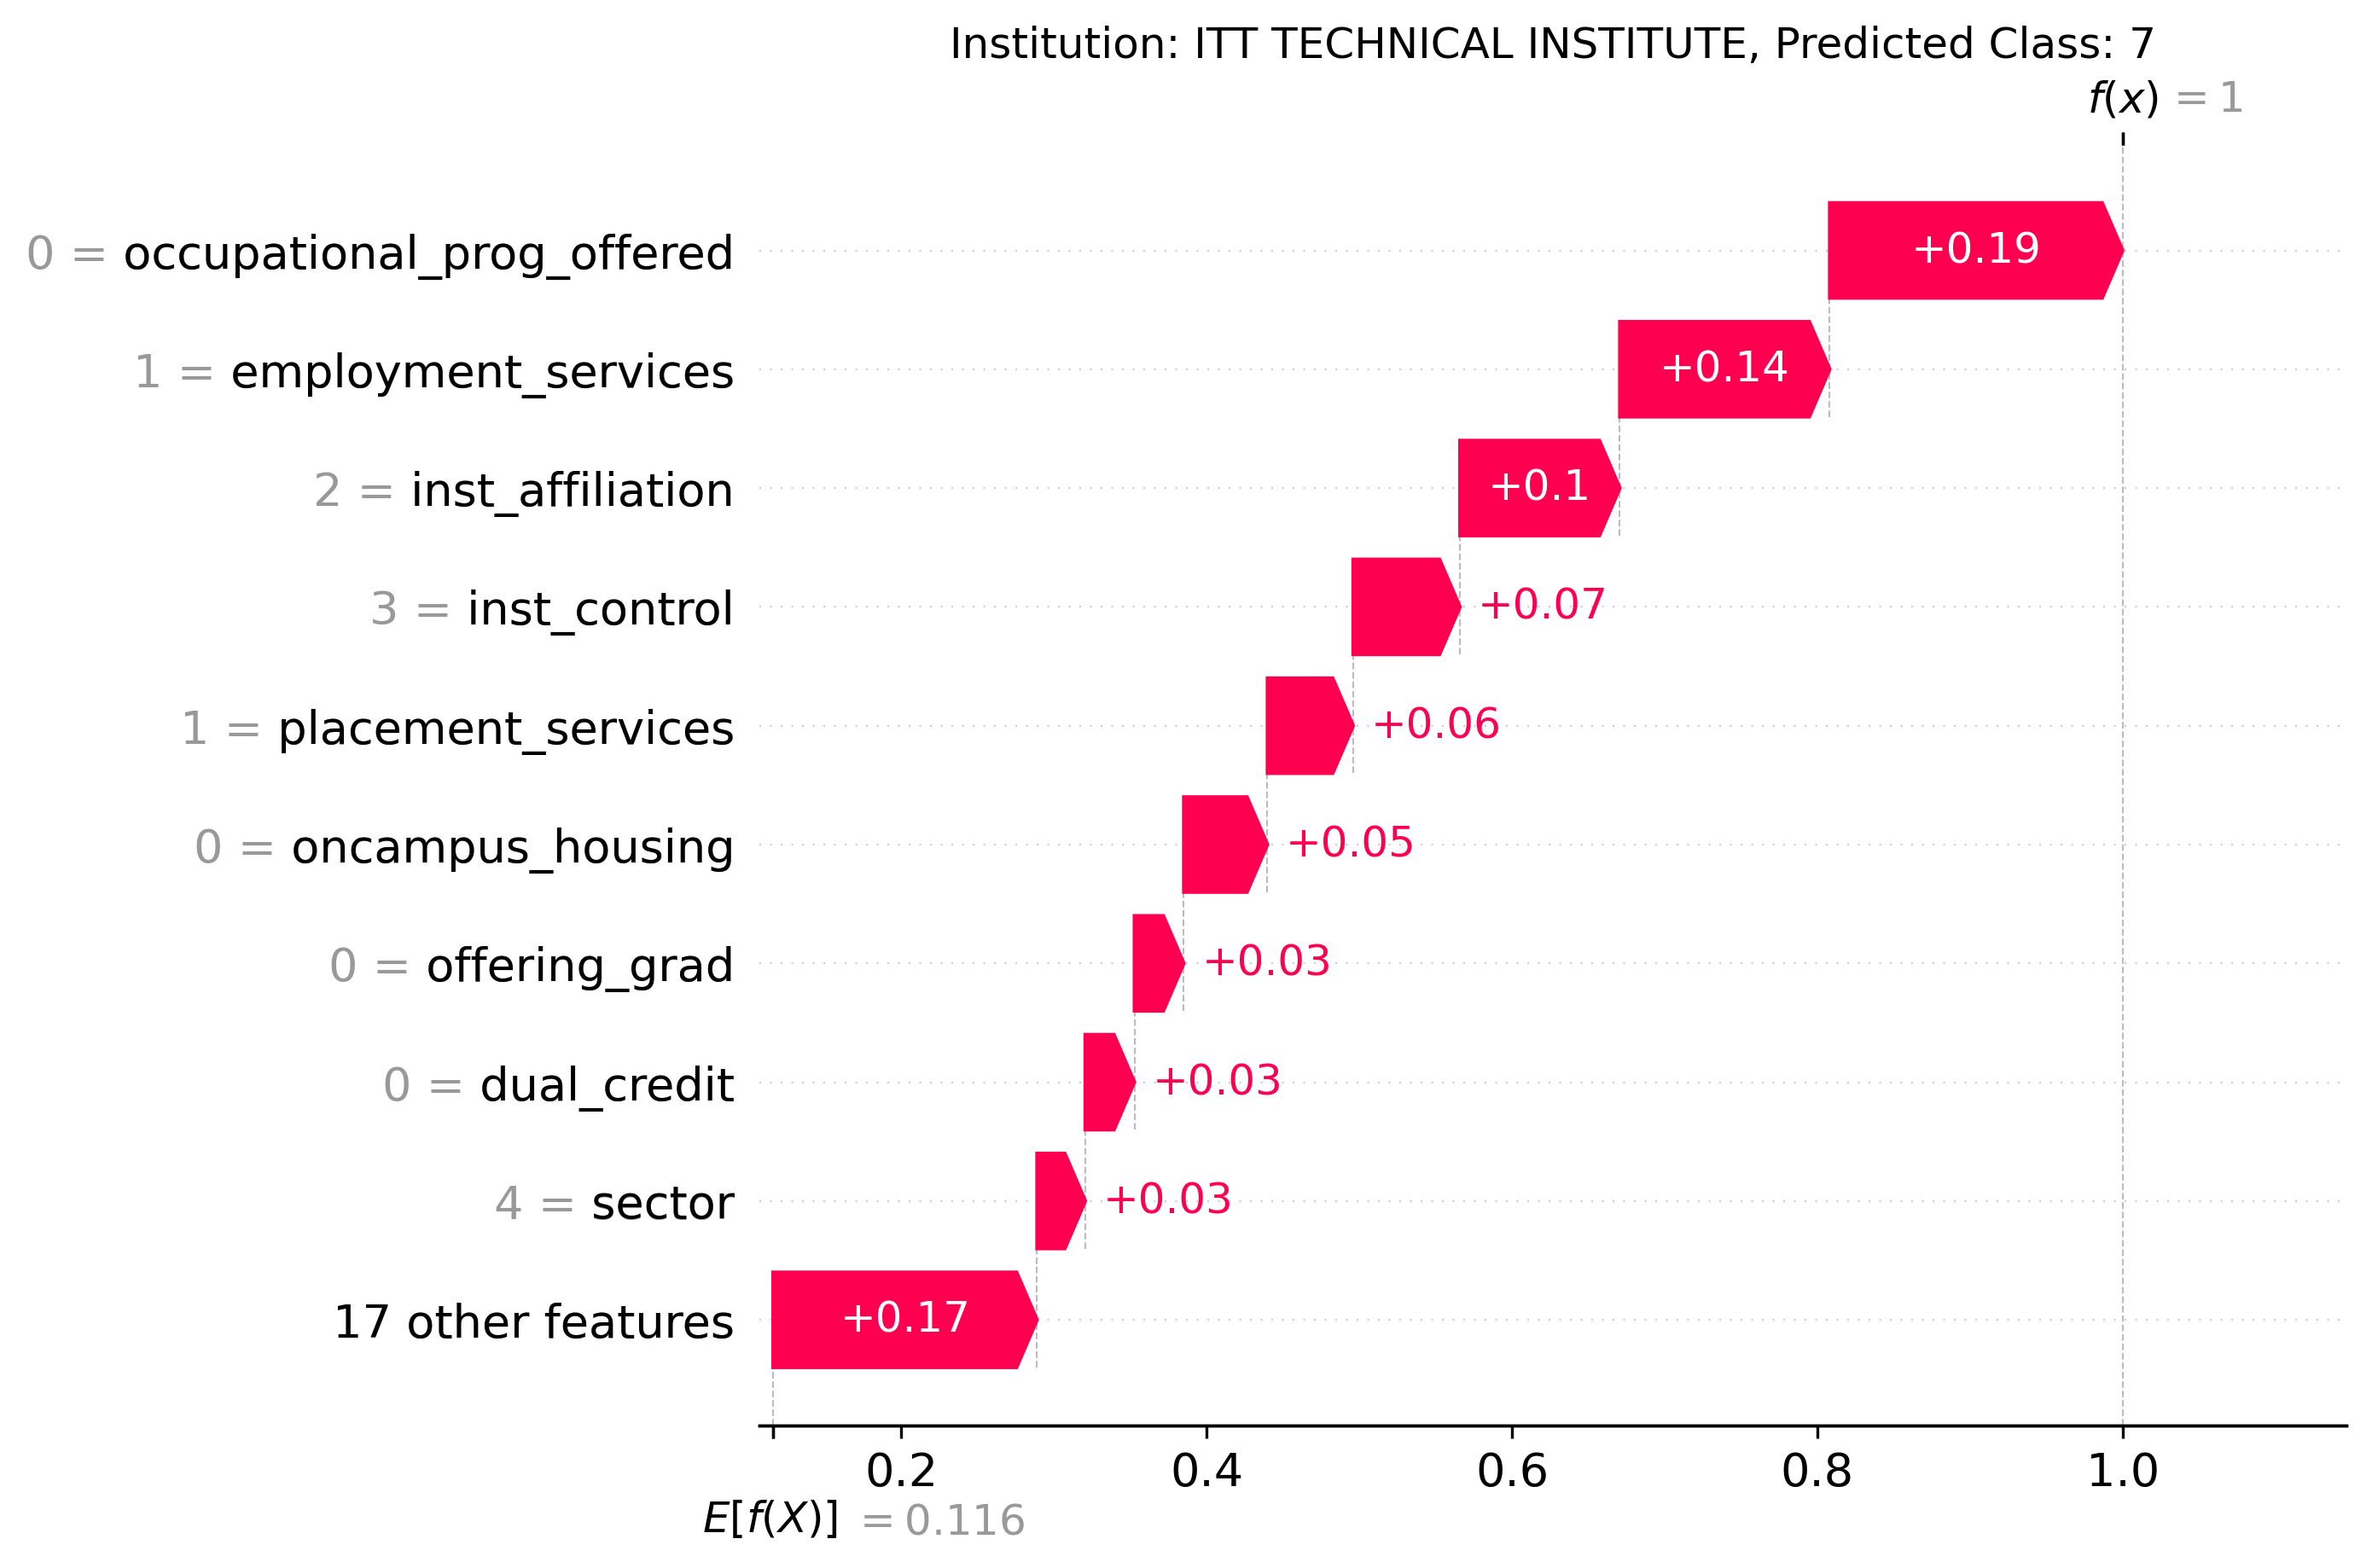 Institution: ITT TECHNICAL INSTITUTE, Predicted Class: 7
f(x) = 1
0 = occupational_prog_offered +0.19
1 = employment_services +0.14
2 = inst_affiliation +0.1
3 = inst_control +0.07
1 = placement_services +0.06
0 = oncampus_housing +0.05
0 = offering_grad +0.03
0 = dual_credit +0.03
4 = sector +0.03
17 other features +0.17
0.2 0.4 0.6 0.8 1.0
E[f(X)] = 0.116